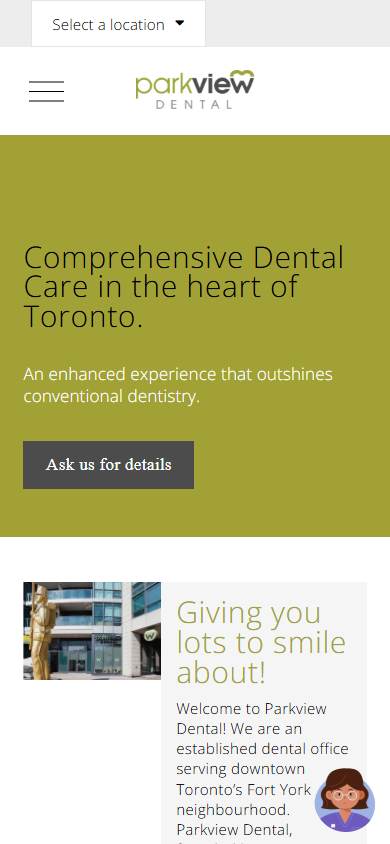 Select a location
parkview
DENTAL
Comprehensive Dental
Care in the heart of
Toronto.
An enhanced experience that outshines
conventional dentistry.
Ask us for details
Giving you
lots to smile
about!
Welcome to Parkview
Dental! We are an
established dental office
serving downtown
Toronto’s Fort York
neighbourhood.
Parkview Dental,